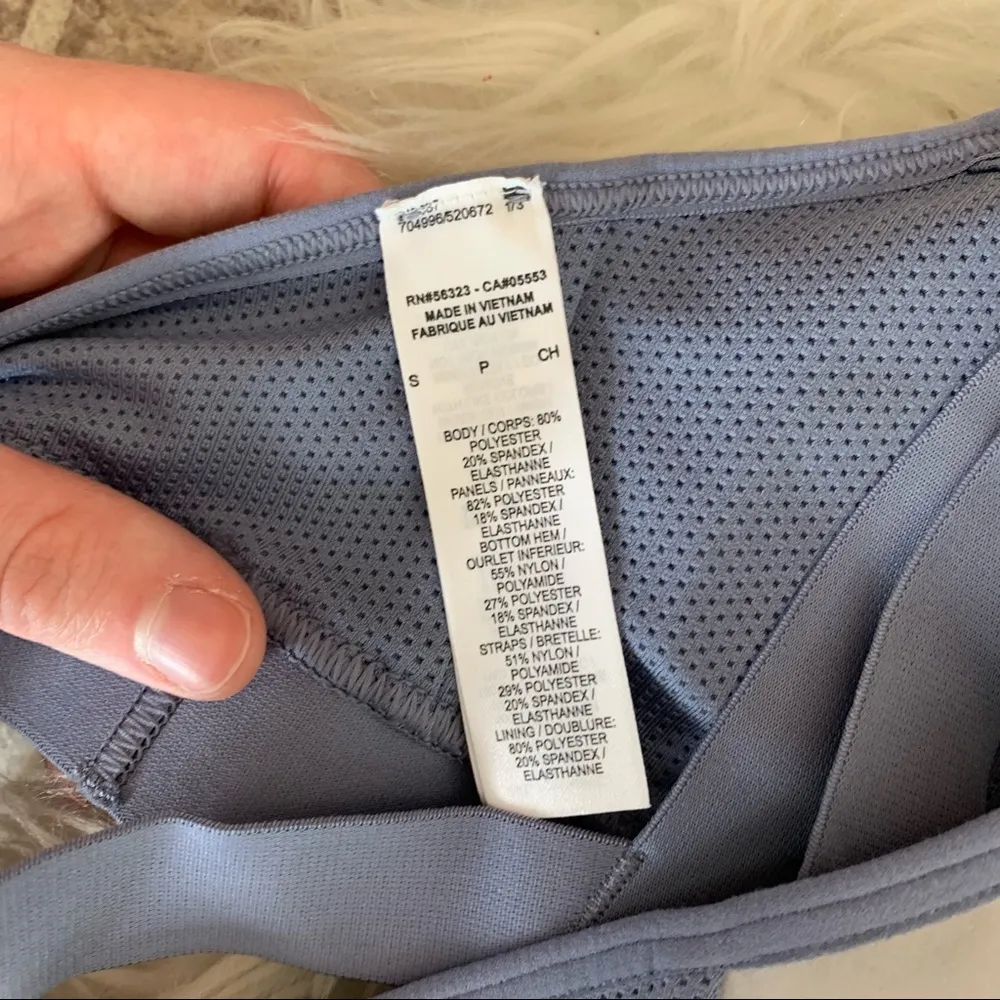 704996/520672 1/3
RN#56323 - CA#05553
MADE IN VIETNAM
FABRIQUE AU VIETNAM
S P CH
BODY / CORPS: 80%
POLYESTER
20% SPANDEX /
ELASTHANNE
PANELS / PANNEAUX:
82% POLYESTER
18% SPANDEX /
ELASTHANNE
BOTTOM HEM /
OURLET INFERIEUR:
55% NYLON /
POLYAMIDE
27% POLYESTER
18% SPANDEX /
ELASTHANNE
STRAPS / BRETELLE:
51% NYLON /
POLYAMIDE
29% POLYESTER
20% SPANDEX /
ELASTHANNE
LINING / DOUBLURE:
80% POLYESTER
20% SPANDEX /
ELASTHANNE